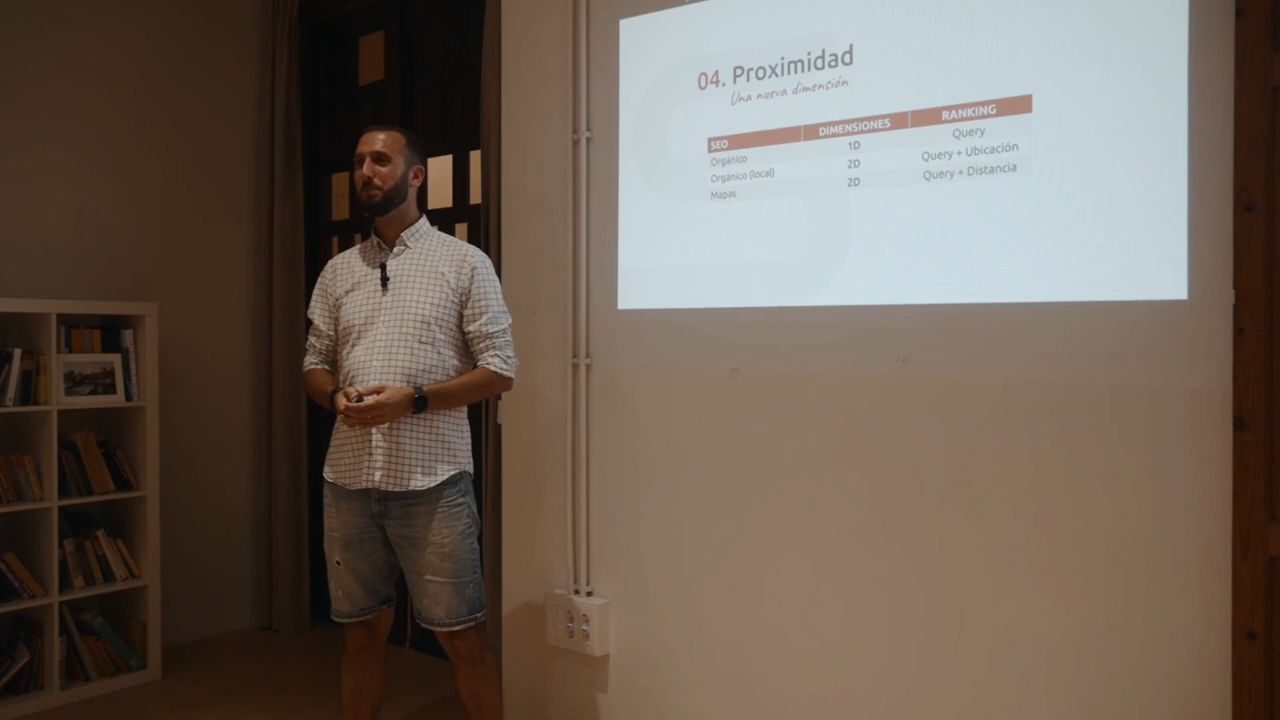 04. Proximidad
Una nueva dimensión
SEO DIMENSIONES RANKING
Orgánico 1D Query
Orgánico (local) 2D Query + Ubicación
Mapas 2D Query + Distancia